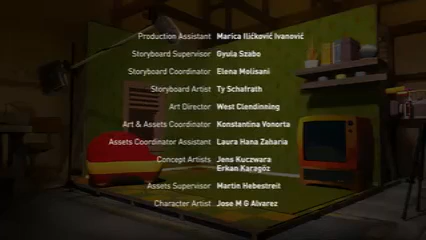 Production Assistant Marica Iličković Ivanović
Storyboard Supervisor Gyula Szabo
Storyboard Coordinator Elena Molisani
Storyboard Artist Ty Schafrath
Art Director West Clendinning
Art & Assets Coordinator Konstantina Vonorta
Assets Coordinator Assistant Laura Hana Zaharia
Concept Artists Jens Kuczwara
Erkan Karagöz
Assets Supervisor Martin Hebestreit
Character Artist Jose M G Alvarez